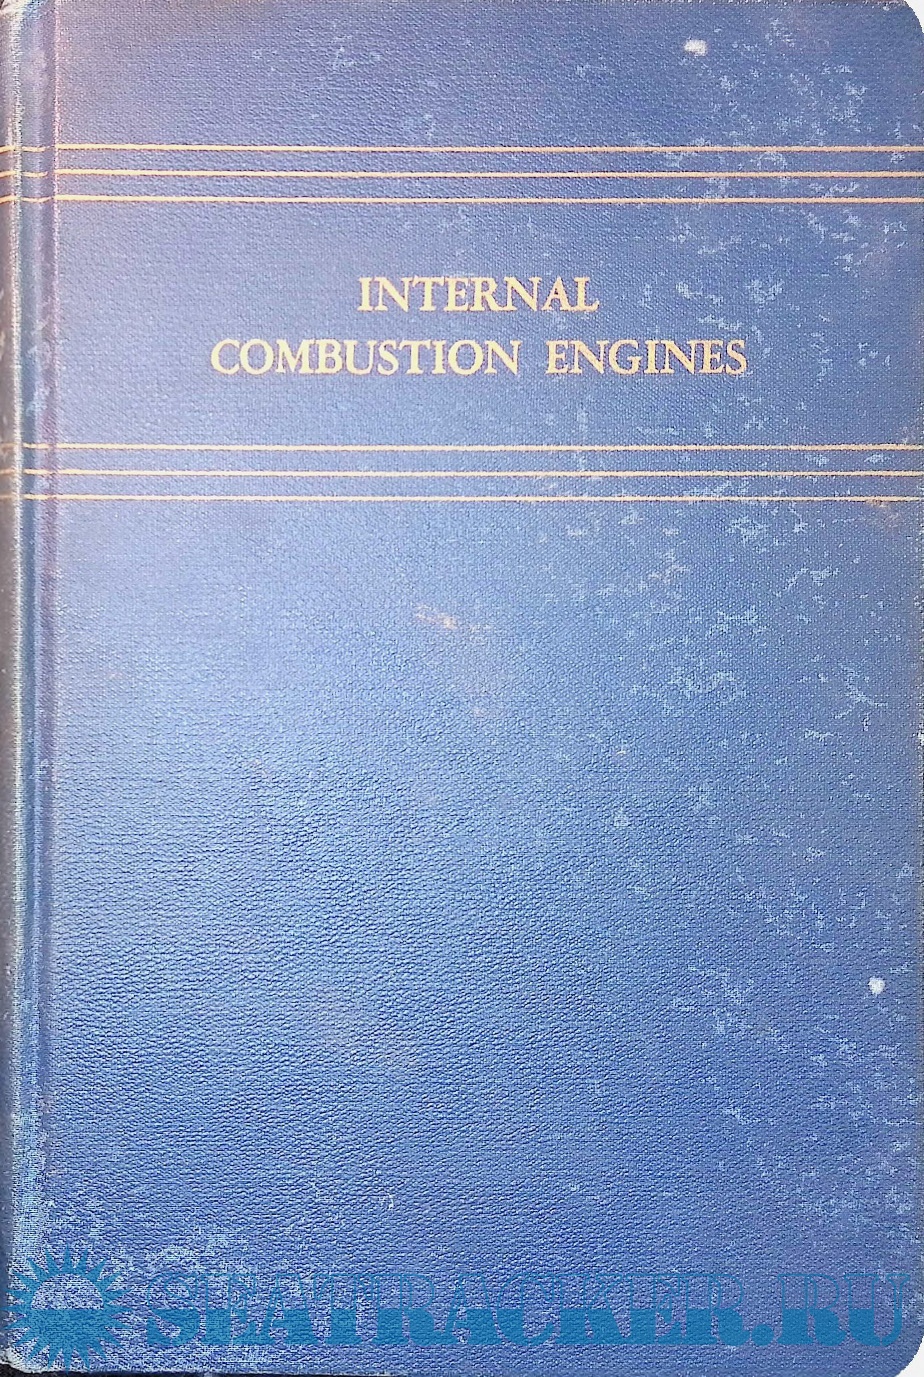 INTERNAL
COMBUSTION ENGINES
SEATRACKER.RU